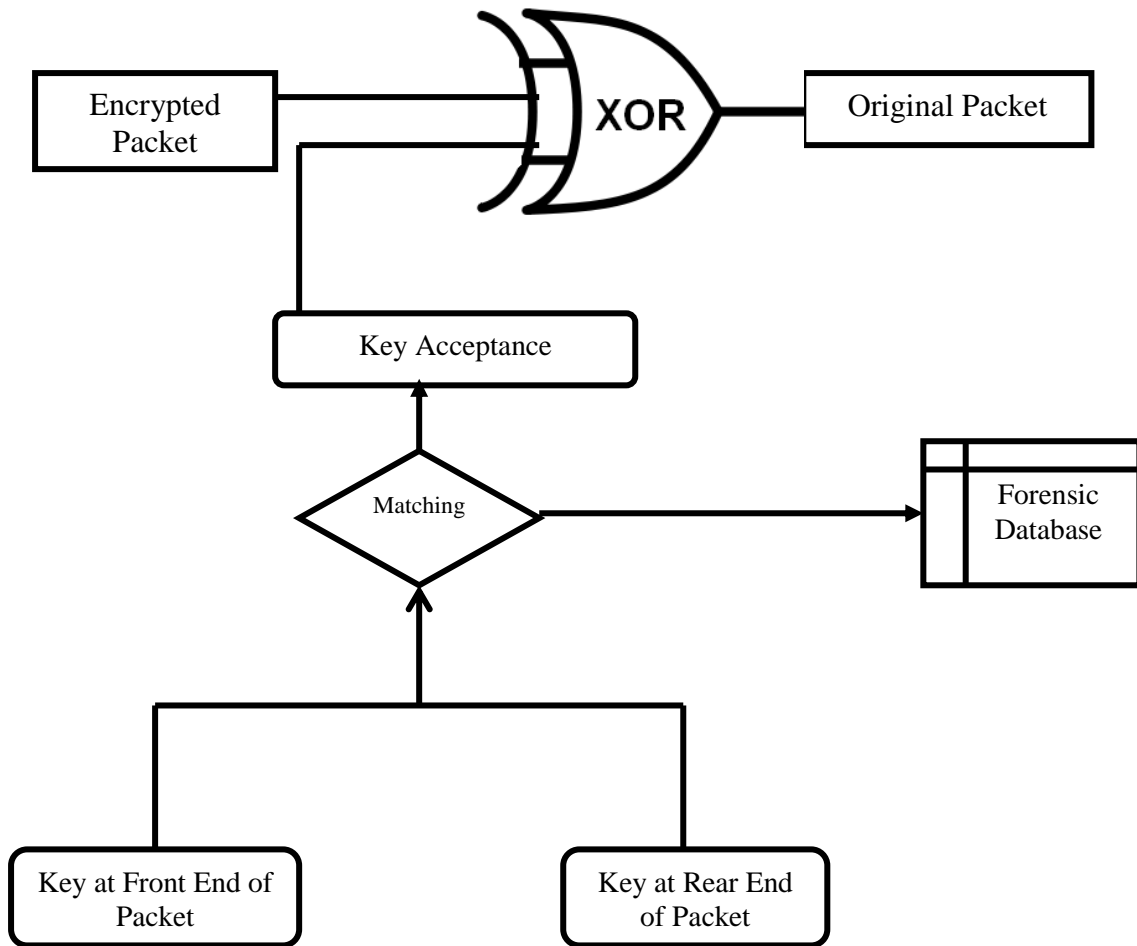 Encrypted
Packet
XOR
Original Packet
Key Acceptance
Matching
Forensic
Database
Key at Front End of
Packet
Key at Rear End
of Packet